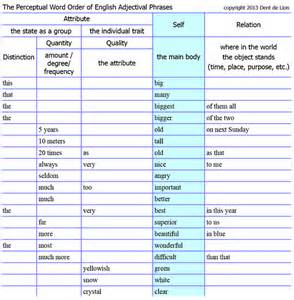 The Perceptual Word Order of English Adjectival Phrases copyright 2013 Dent de Lion
Attribute Self Relation
the state as a group the individual trait
Quantity Quality
Distinction amount / degree/ frequency the attribute the main body where in the world the object stands (time, place, purpose, etc.)
this big
that many
the biggest of them all
the bigger of the two
5 years old on next Sunday
10 meters tall
20 times as old as that
always very nice to me
seldom angry
much too important
much better
the very best in this year
far superior to us
more beautiful in blue
the most wonderful
much more difficult than that
yellowish green
snow white
crystal clear